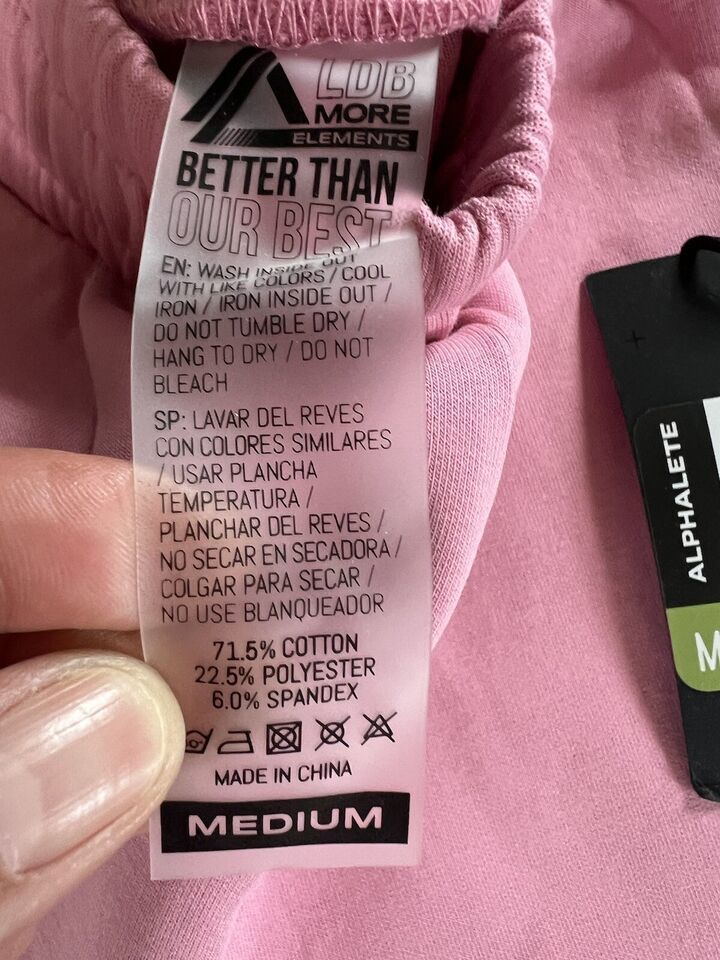 LDB
MORE
ELEMENTS
BETTER THAN
OUR BEST
EN: WASH INSIDE OUT
WITH LIKE COLORS / COOL
IRON / IRON INSIDE OUT /
DO NOT TUMBLE DRY /
HANG TO DRY / DO NOT
BLEACH
SP: LAVAR DEL REVES
CON COLORES SIMILARES
/ USAR PLANCHA
TEMPERATURA /
PLANCHAR DEL REVES /
NO SECAR EN SECADORA /
COLGAR PARA SECAR /
NO USE BLANQUEADOR
71.5% COTTON
22.5% POLYESTER
6.0% SPANDEX
MADE IN CHINA
MEDIUM
ALPHALETE
M